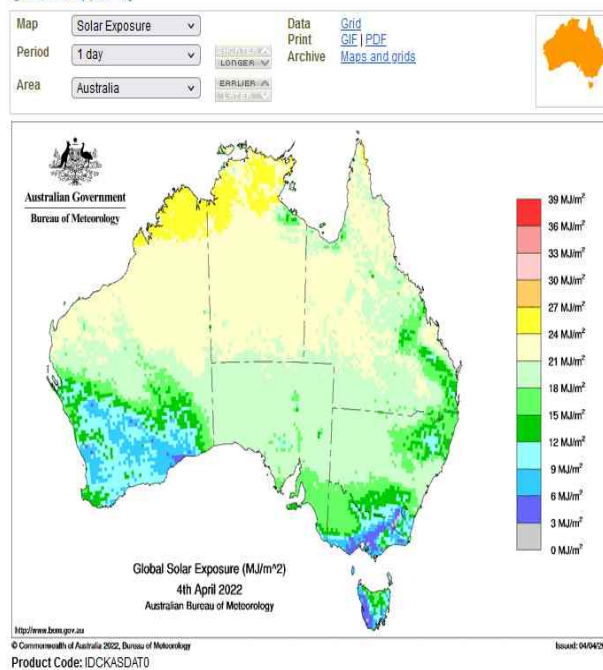 Map Solar Exposure
Period 1 day
Area Australia
LONGER
EARLIER
Data Grid
Print GIF | PDF
Archive Maps and grids
Australian Government
Bureau of Meteorology
39 MJ/m²
36 MJ/m²
33 MJ/m²
30 MJ/m²
27 MJ/m²
24 MJ/m²
21 MJ/m²
18 MJ/m²
15 MJ/m²
12 MJ/m²
9 MJ/m²
6 MJ/m²
3 MJ/m²
0 MJ/m²
Global Solar Exposure (MJ/m^2)
4th April 2022
Australian Bureau of Meteorology
http://www.bom.gov.au
© Commonwealth of Australia 2022, Bureau of Meteorology
Issued: 04/04/20
Product Code: IDCKASDAT0